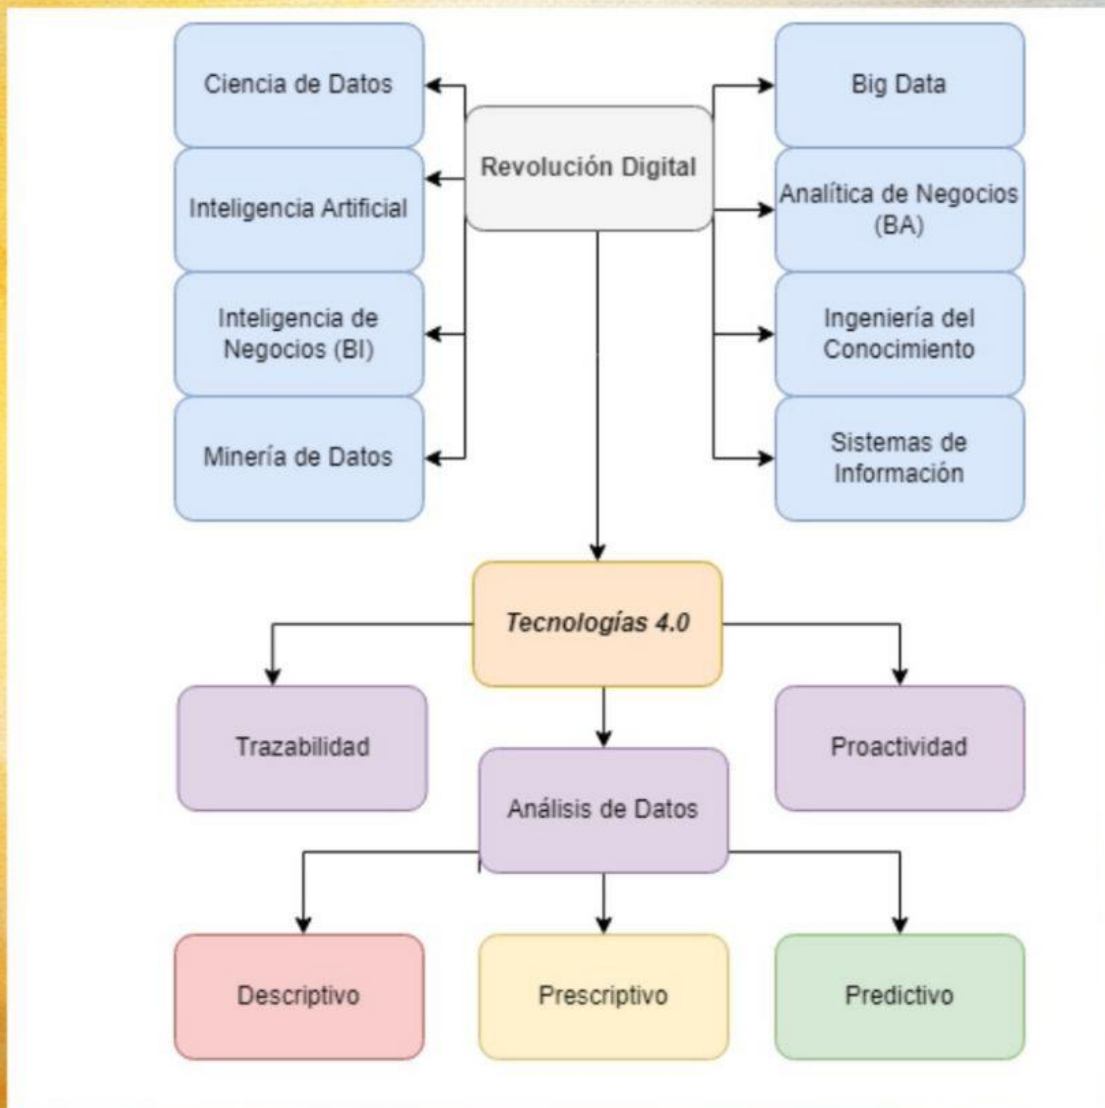 Ciencia de Datos
Big Data
Revolución Digital
Inteligencia Artificial
Analítica de Negocios
(BA)
Inteligencia de
Negocios (BI)
Ingeniería del
Conocimiento
Minería de Datos
Sistemas de
Información
Tecnologías 4.0
Trazabilidad
Proactividad
Análisis de Datos
Descriptivo
Prescriptivo
Predictivo